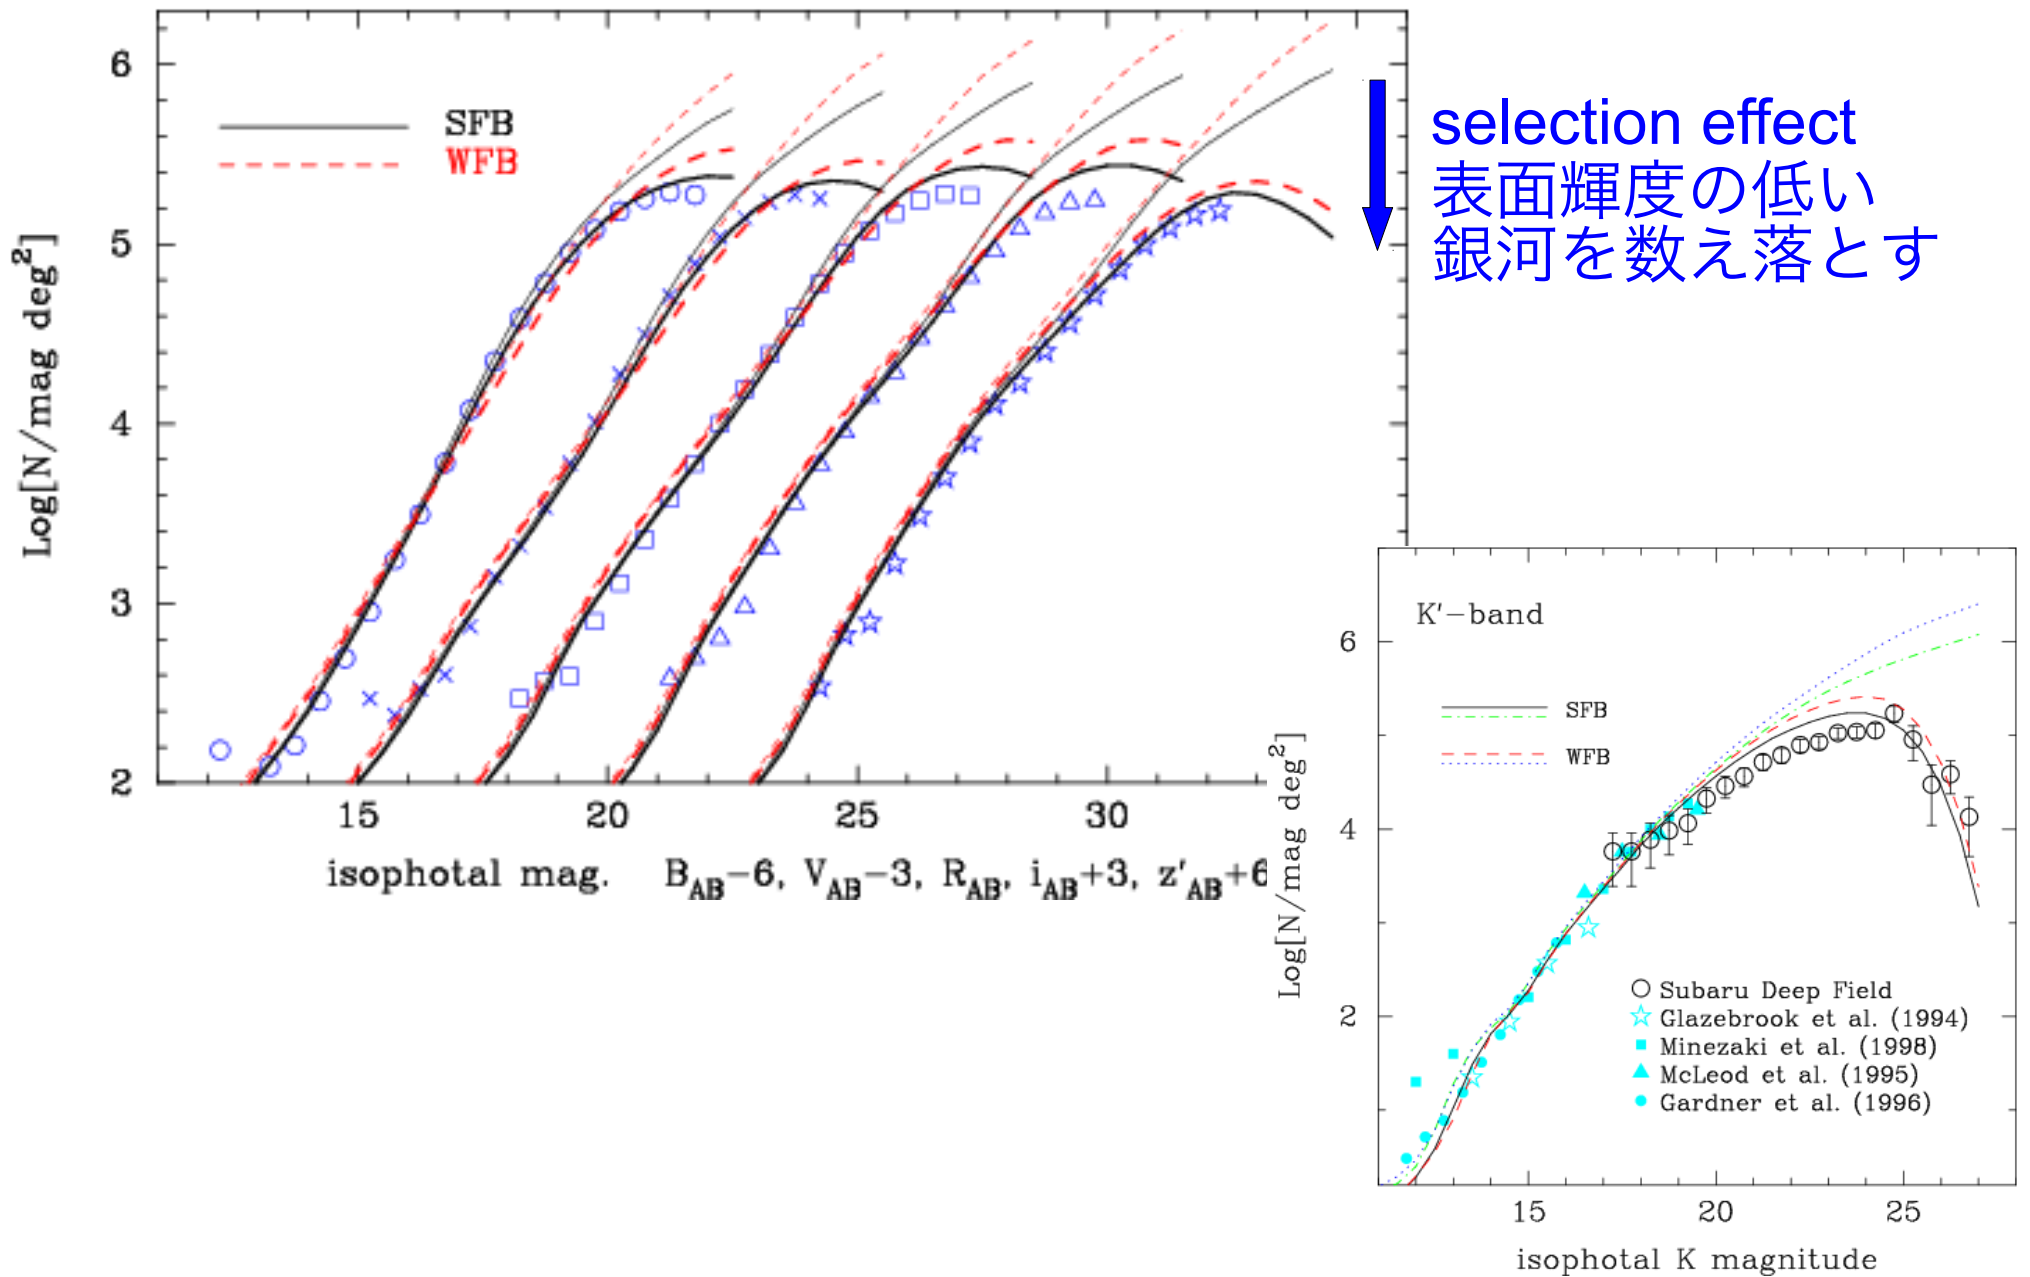 6
5
4
3
2
Log[N/mag deg²]
SFB
WFB
15 20 25 30
isophotal mag. B_AB−6, V_AB−3, R_AB, i_AB+3, z'_AB+6
selection effect
表面輝度の低い
銀河を数え落とす
K′−band
6
4
2
Log[N/mag deg²]
SFB
WFB
Subaru Deep Field
Glazebrook et al. (1994)
Minezaki et al. (1998)
McLeod et al. (1995)
Gardner et al. (1996)
15 20 25
isophotal K magnitude